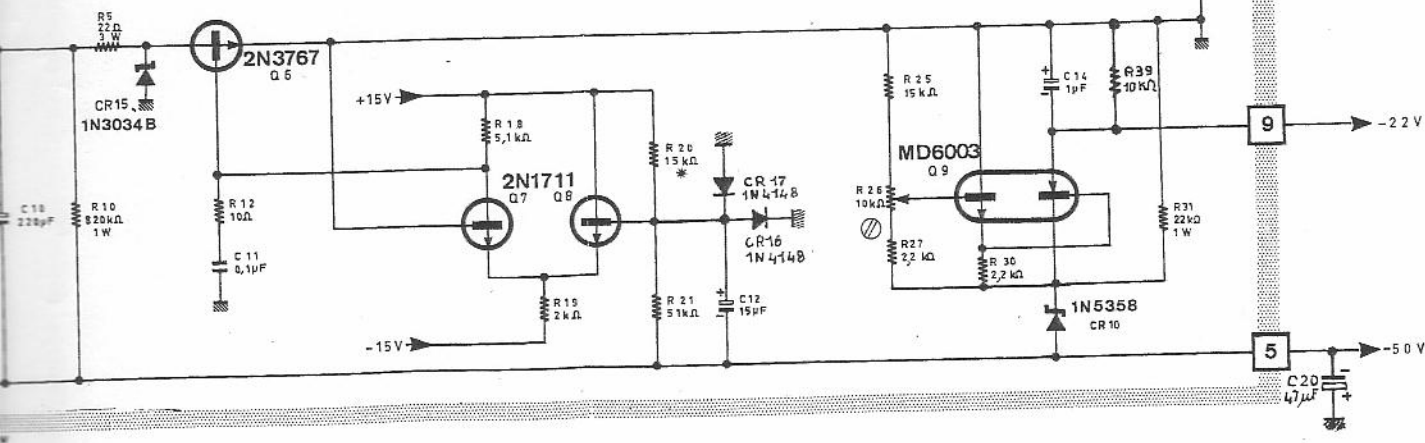 R5
22Ω
3 W
2N3767
Q5
CR15
1N3034B
C10
220µF
R10
820kΩ
1W
+15V
R18
5,1kΩ
R12
10Ω
C11
0,1µF
2N1711
Q7
Q8
R20
15kΩ
*
CR17
1N4148
CR16
1N4148
R19
2kΩ
R21
51kΩ
C12
15µF
+
-
-15V
R25
15kΩ
R26
10kΩ
R27
2,2kΩ
MD6003
Q9
R30
2,2kΩ
+
-
C14
1µF
R39
10KΩ
R31
22kΩ
1W
1N5358
CR10
9
-22V
5
-50V
C20
47µF
-
+